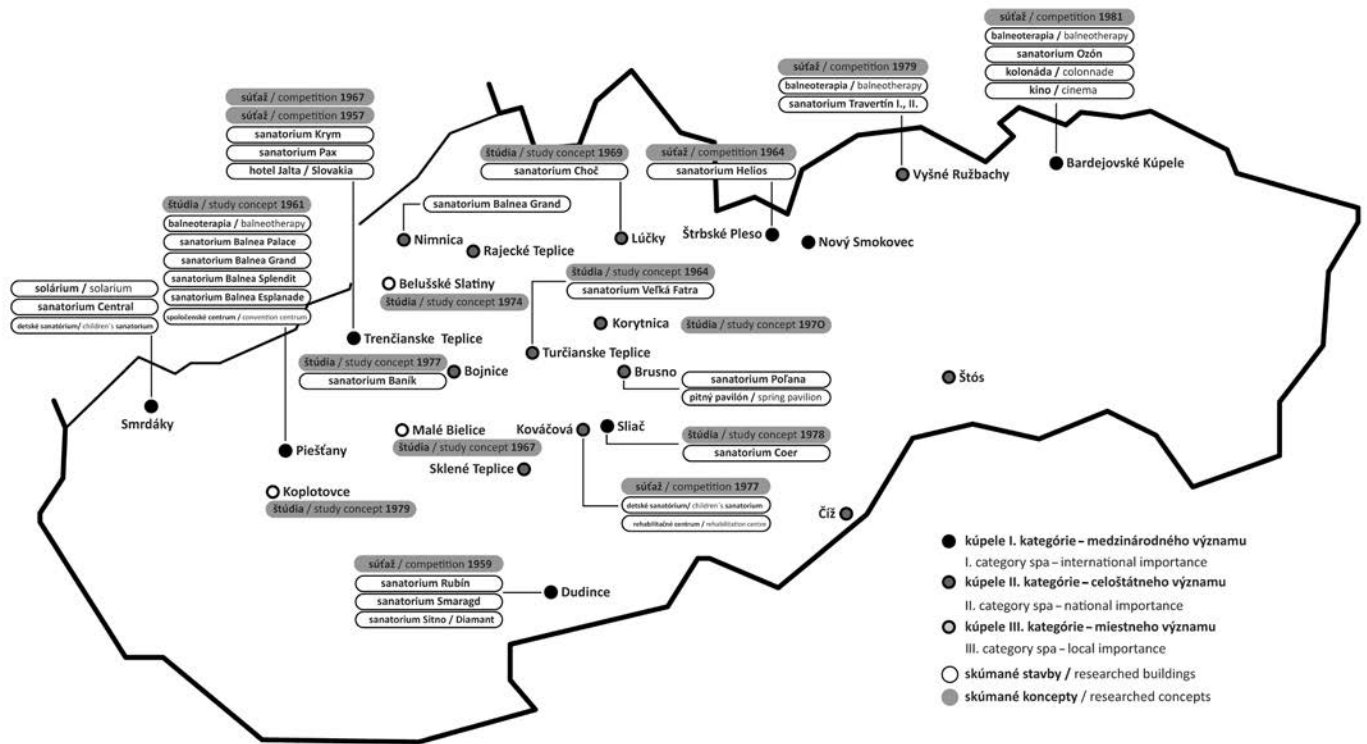 súťaž / competition 1981
balneoterapia / balneotherapy
sanatorium Ozón
kolonáda / colonnade
kino / cinema
Bardejovské Kúpele
súťaž / competition 1979
balneoterapia / balneotherapy
sanatorium Travertín I., II.
Vyšné Ružbachy
súťaž / competition 1967
súťaž / competition 1957
sanatorium Krym
sanatorium Pax
hotel Jalta / Slovakia
Trenčianske Teplice
štúdia / study concept 1969
sanatorium Choč
Lúčky
súťaž / competition 1964
sanatorium Helios
Štrbské Pleso
Nový Smokovec
štúdia / study concept 1961
balneoterapia / balneotherapy
sanatorium Balnea Palace
sanatorium Balnea Grand
sanatorium Balnea Splendit
sanatorium Balnea Esplanade
spoločenské centrum / convention centrum
Piešťany
sanatorium Balnea Grand
Nimnica
Rajecké Teplice
Belušské Slatiny
štúdia / study concept 1974
solárium / solarium
sanatorium Central
detské sanatórium/ children´s sanatorium
Smrdáky
štúdia / study concept 1964
sanatorium Veľká Fatra
Turčianske Teplice
Korytnica
štúdia / study concept 1970
štúdia / study concept 1977
sanatorium Baník
Bojnice
Brusno
sanatorium Poľana
pitný pavilón / spring pavilion
Štós
Malé Bielice
štúdia / study concept 1967
Kováčová
Sliač
štúdia / study concept 1978
sanatorium Coer
Sklené Teplice
súťaž / competition 1977
detské sanatórium/ children´s sanatorium
rehabilitačné centrum / rehabilitation centre
Koplotovce
štúdia / study concept 1979
Číž
súťaž / competition 1959
sanatorium Rubín
sanatorium Smaragd
sanatorium Sitno / Diamant
Dudince
kúpele I. kategórie – medzinárodného významu
I. category spa – international importance
kúpele II. kategórie – celoštátneho významu
II. category spa – national importance
kúpele III. kategórie – miestneho významu
III. category spa – local importance
skúmané stavby / researched buildings
skúmané koncepty / researched concepts